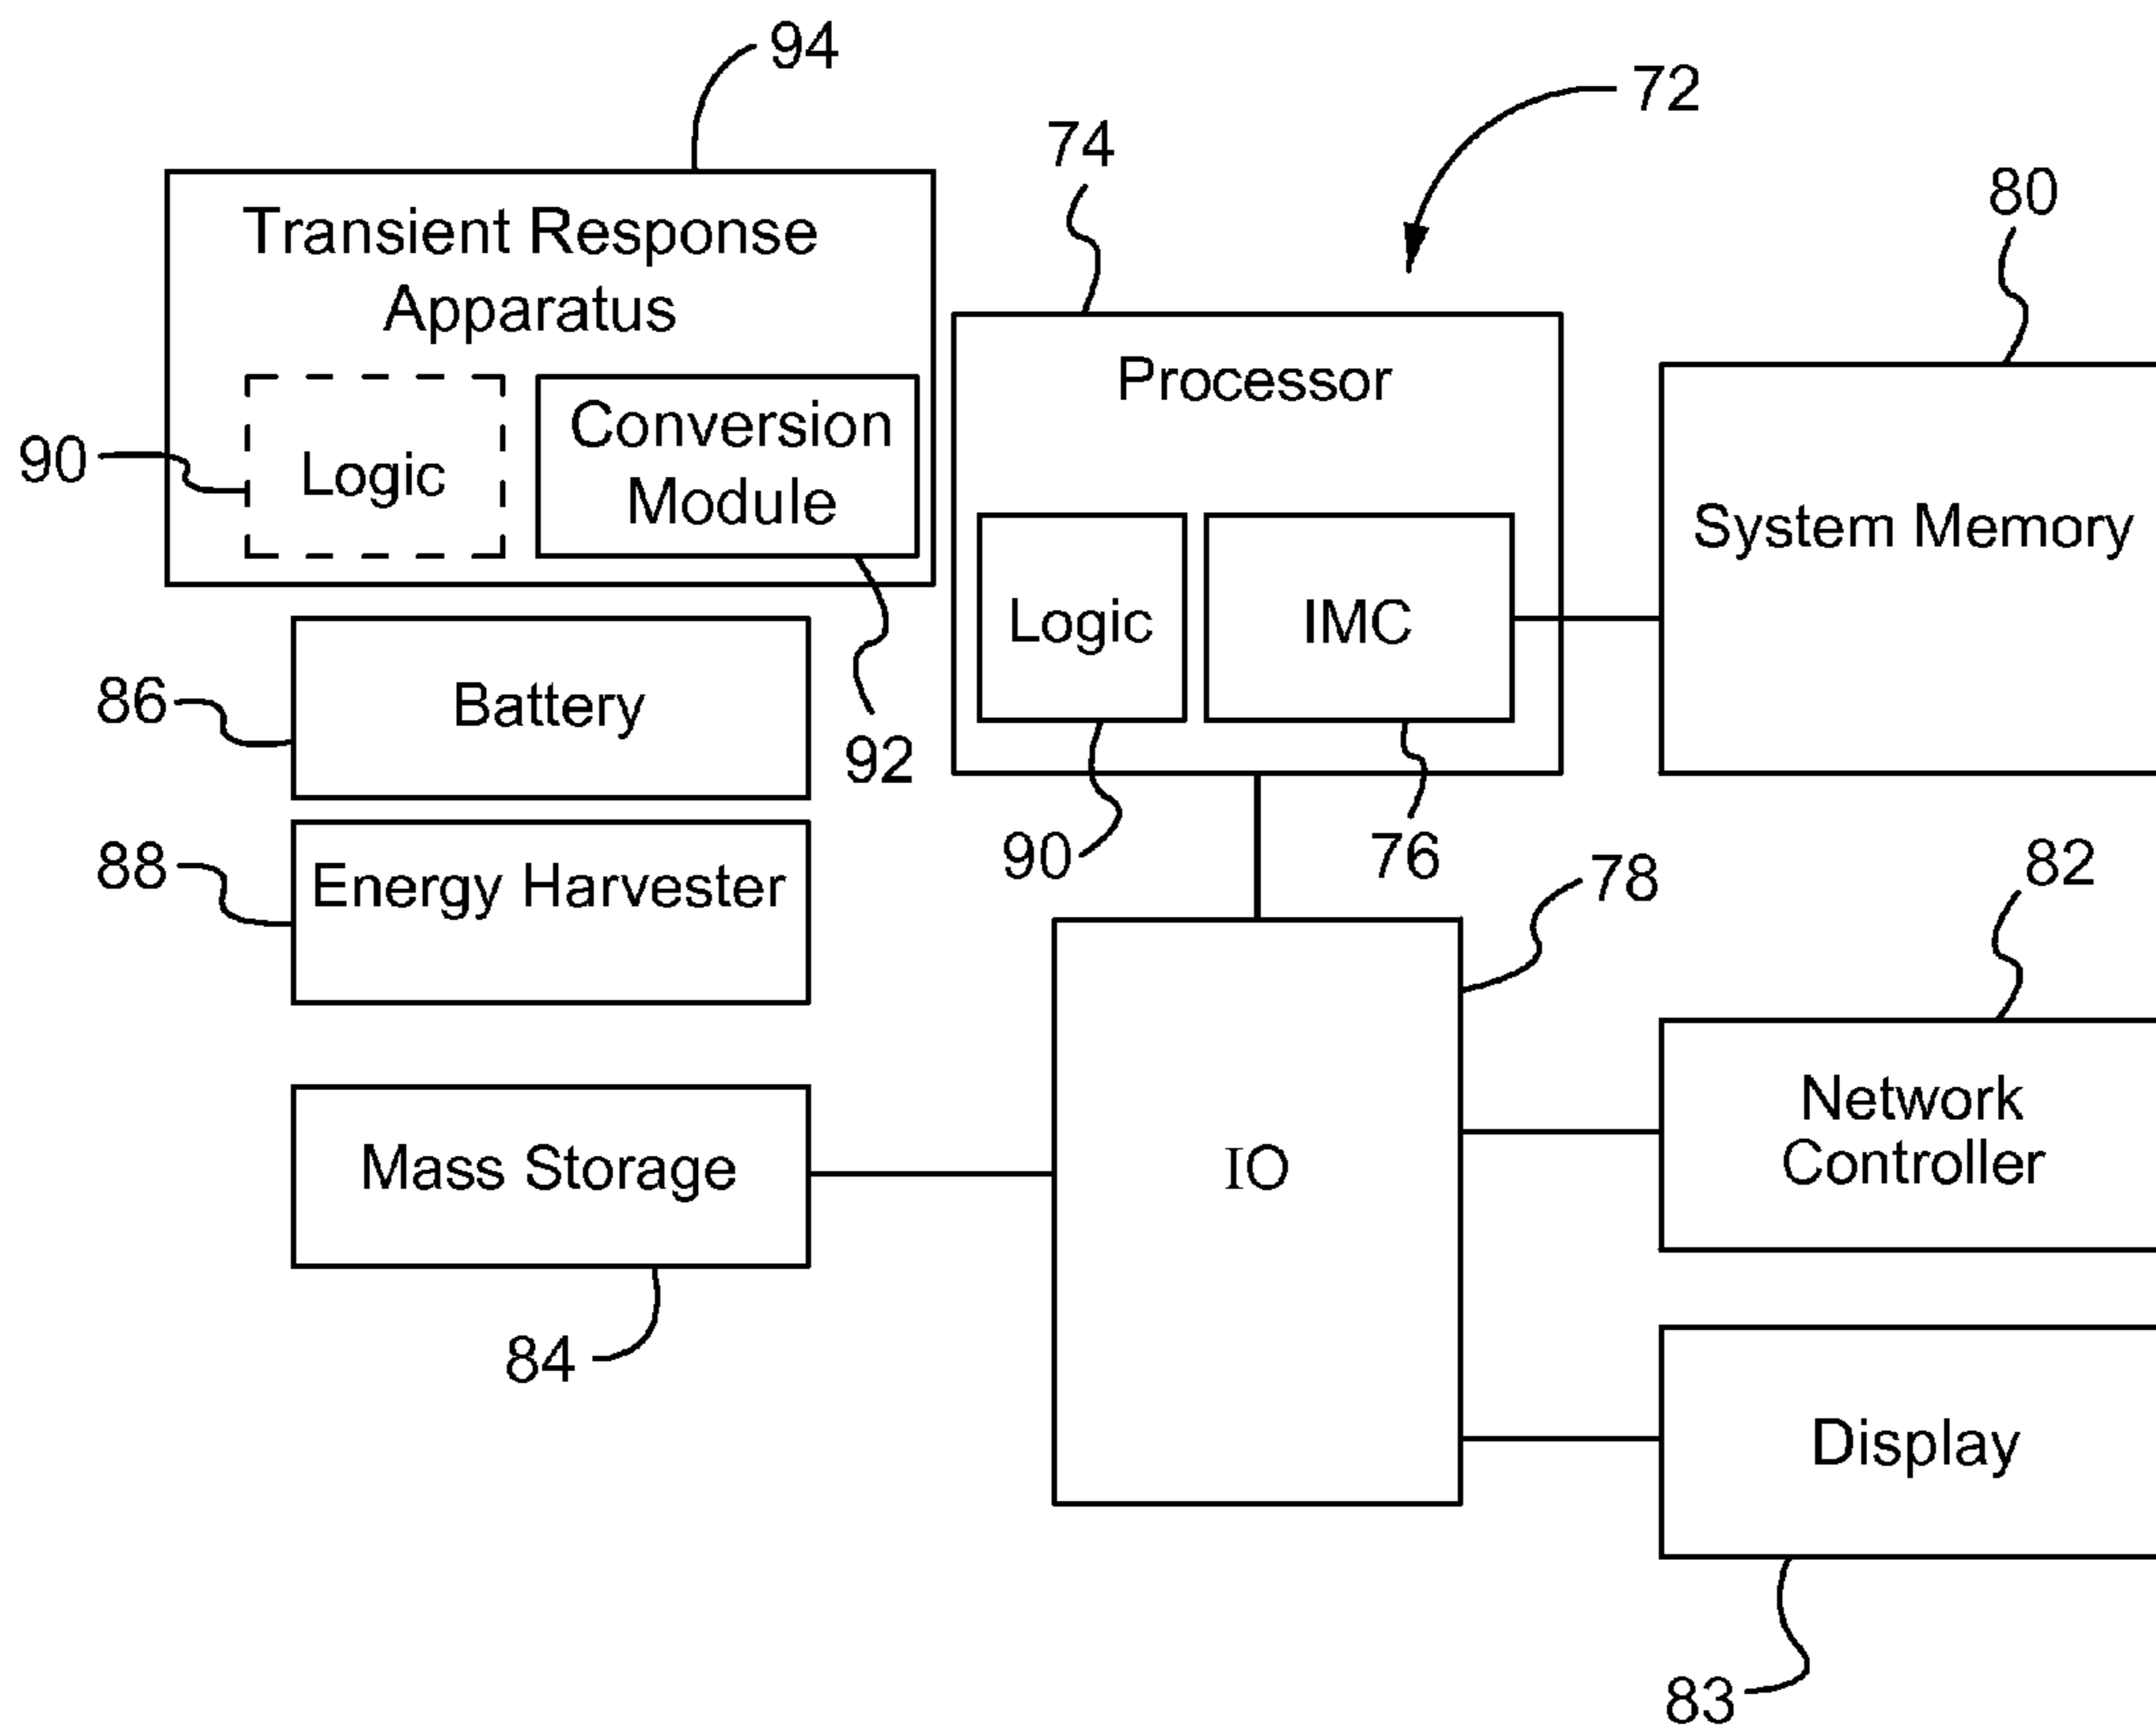 94
72
74
80
Transient Response
Apparatus
Processor
90
Logic
Conversion
Module
System Memory
Logic
IMC
86
Battery
92
90
76
88
Energy Harvester
78
82
Mass Storage
IO
Network
Controller
84
Display
83